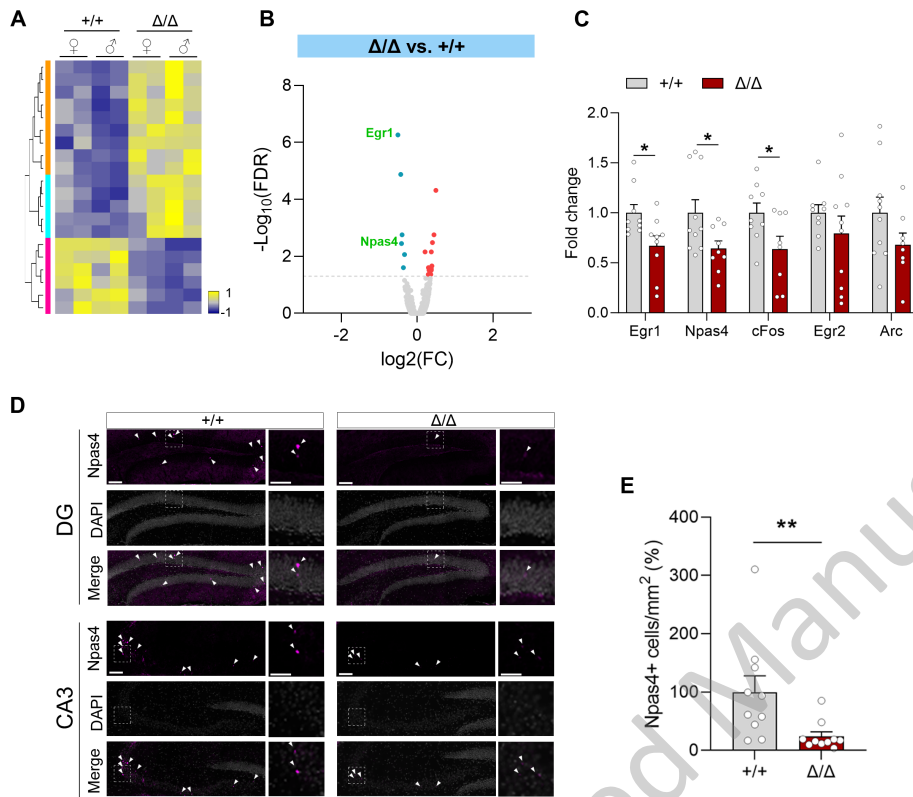 A
+/+
Δ/Δ
♀ ♂ ♀ ♂
1
-1
B
Δ/Δ vs. +/+
8
6
4
2
0
-Log10(FDR)
Egr1
Npas4
-2 0 2
log2(FC)
C
+/+ Δ/Δ
2.0
1.5
1.0
0.5
0.0
Fold change
* * *
Egr1 Npas4 cFos Egr2 Arc
D
+/+ Δ/Δ
DG
Npas4
DAPI
Merge
CA3
Npas4
DAPI
Merge
E
400
300
200
100
0
Npas4+ cells/mm2 (%)
**
+/+ Δ/Δ
ed Manu